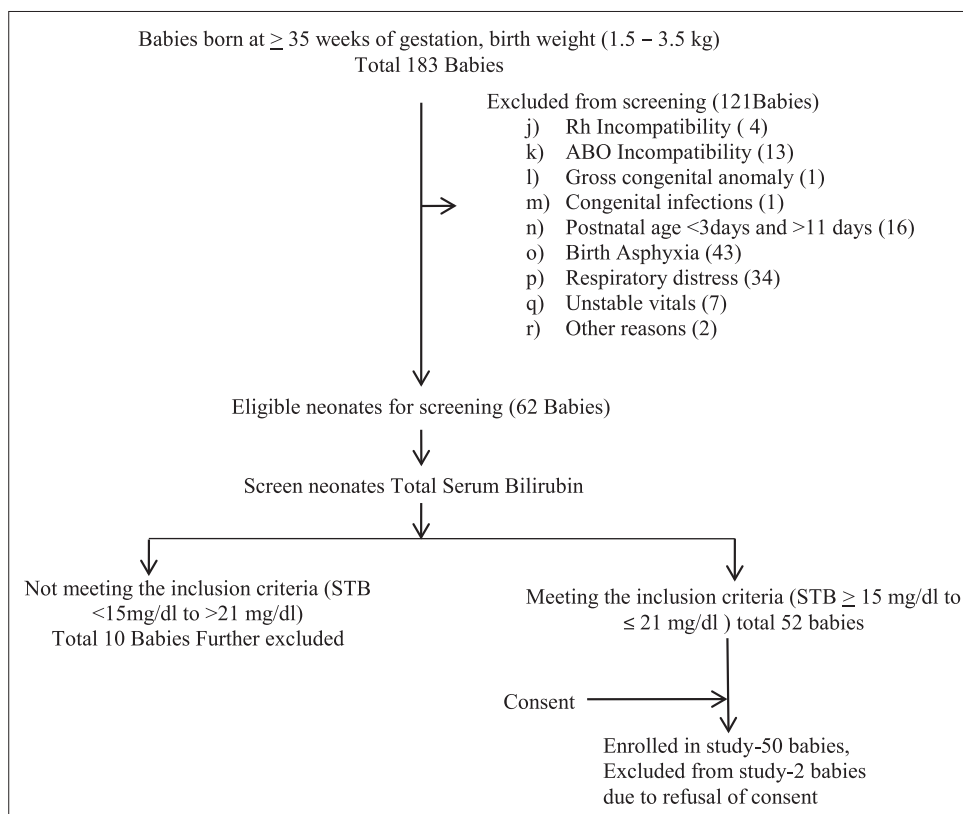 Babies born at ≥ 35 weeks of gestation, birth weight (1.5 – 3.5 kg)
Total 183 Babies
Excluded from screening (121Babies)
j) Rh Incompatibility ( 4)
k) ABO Incompatibility (13)
l) Gross congenital anomaly (1)
m) Congenital infections (1)
n) Postnatal age <3days and >11 days (16)
o) Birth Asphyxia (43)
p) Respiratory distress (34)
q) Unstable vitals (7)
r) Other reasons (2)
Eligible neonates for screening (62 Babies)
Screen neonates Total Serum Bilirubin
Not meeting the inclusion criteria (STB
<15mg/dl to >21 mg/dl)
Total 10 Babies Further excluded
Meeting the inclusion criteria (STB ≥ 15 mg/dl to
≤ 21 mg/dl ) total 52 babies
Consent
Enrolled in study-50 babies,
Excluded from study-2 babies
due to refusal of consent